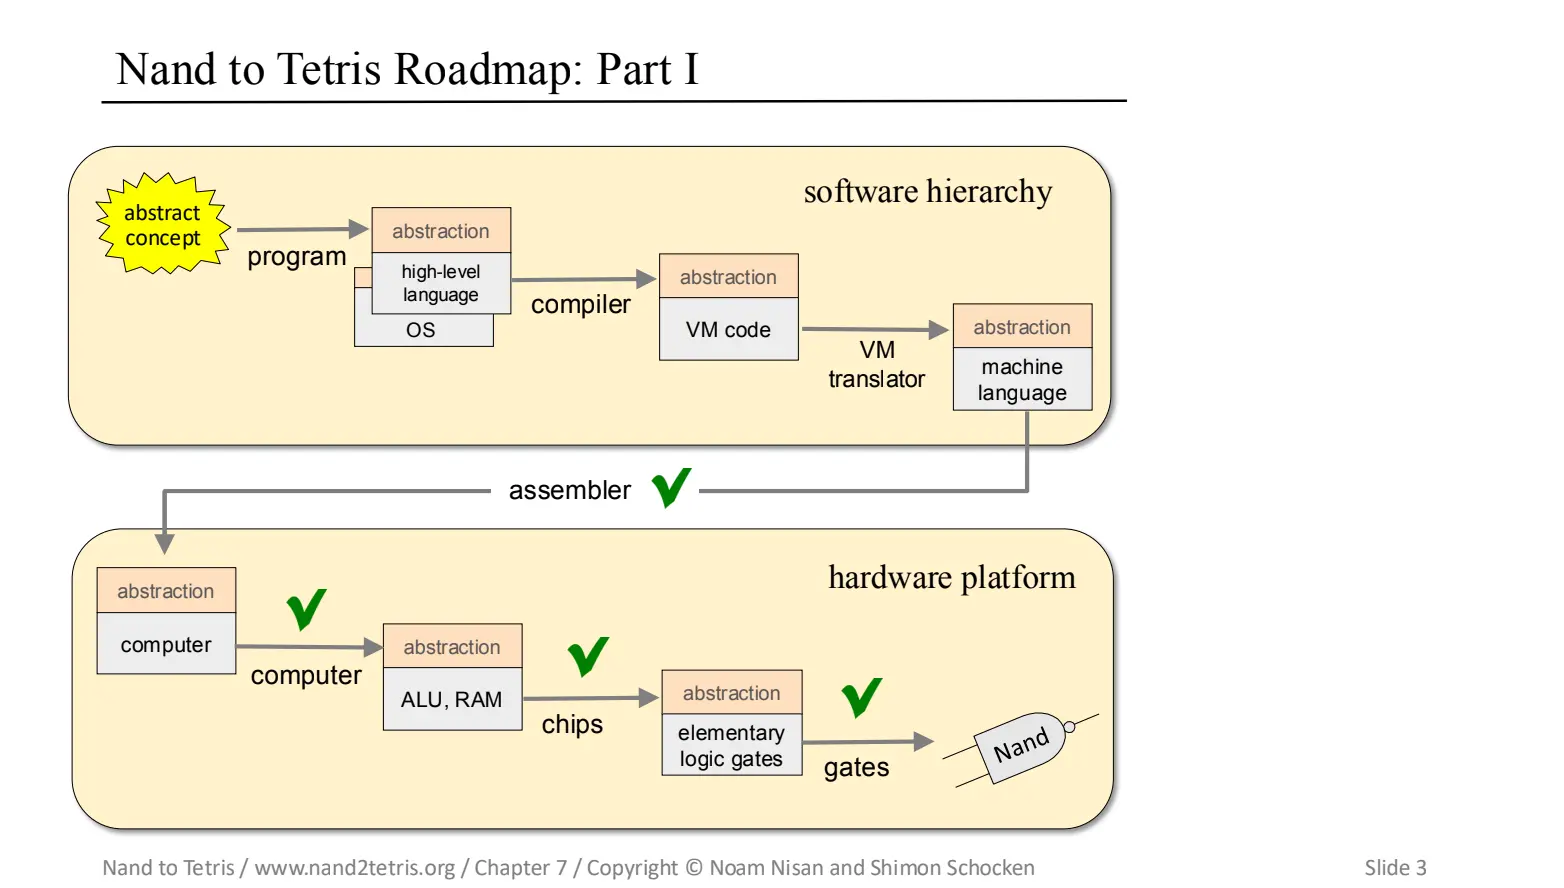 Nand to Tetris Roadmap: Part I
software hierarchy
abstract
concept
program
abstraction
high-level
language
OS
compiler
abstraction
VM code
VM
translator
abstraction
machine
language
assembler
hardware platform
abstraction
computer
computer
abstraction
ALU, RAM
chips
abstraction
elementary
logic gates
gates
Nand
Nand to Tetris / www.nand2tetris.org / Chapter 7 / Copyright © Noam Nisan and Shimon Schocken
Slide 3